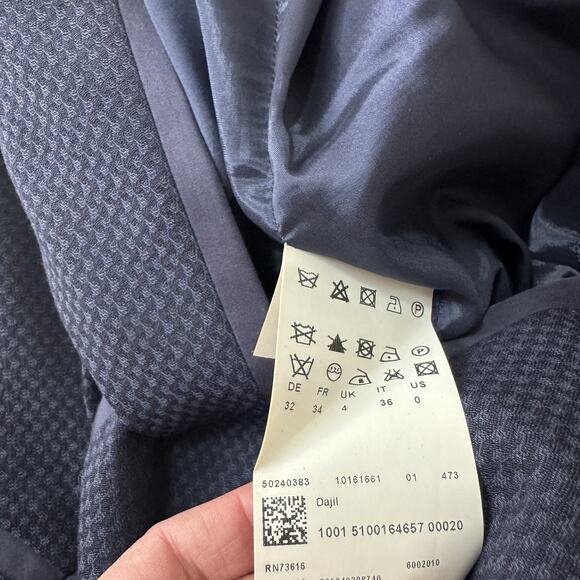 P
P
DE FR UK IT US
32 34 4 36 0
50240383 10161661 01 473
Dajil
1001 5100164657 00020
RN73616 6002010